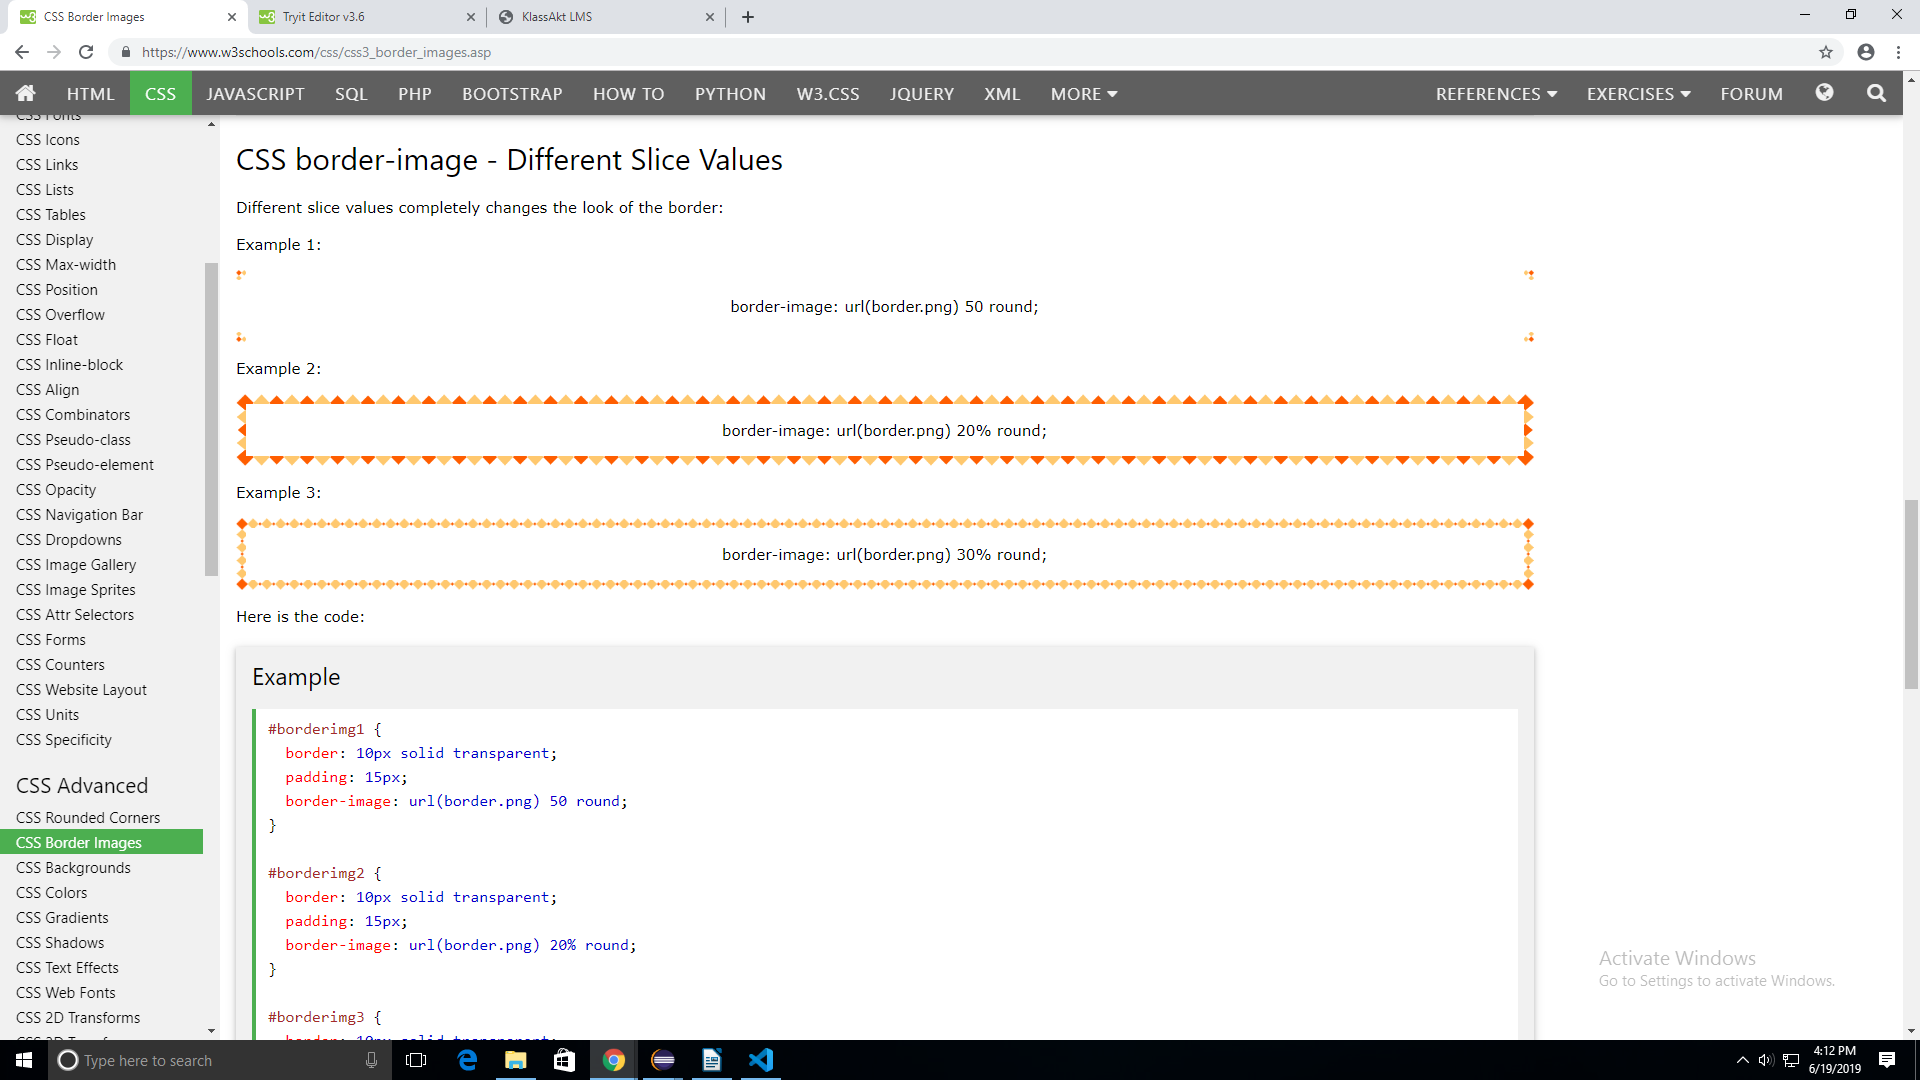 CSS Border Images
Tryit Editor v3.6
KlassAkt LMS
https://www.w3schools.com/css/css3_border_images.asp
HTML CSS JAVASCRIPT SQL PHP BOOTSTRAP HOW TO PYTHON W3.CSS JQUERY XML MORE REFERENCES EXERCISES FORUM
CSS Fonts
CSS Icons
CSS Links
CSS Lists
CSS Tables
CSS Display
CSS Max-width
CSS Position
CSS Overflow
CSS Float
CSS Inline-block
CSS Align
CSS Combinators
CSS Pseudo-class
CSS Pseudo-element
CSS Opacity
CSS Navigation Bar
CSS Dropdowns
CSS Image Gallery
CSS Image Sprites
CSS Attr Selectors
CSS Forms
CSS Counters
CSS Website Layout
CSS Units
CSS Specificity
CSS Advanced
CSS Rounded Corners
CSS Border Images
CSS Backgrounds
CSS Colors
CSS Gradients
CSS Shadows
CSS Text Effects
CSS Web Fonts
CSS 2D Transforms
CSS border-image - Different Slice Values
Different slice values completely changes the look of the border:
Example 1:
border-image: url(border.png) 50 round;
Example 2:
border-image: url(border.png) 20% round;
Example 3:
border-image: url(border.png) 30% round;
Here is the code:
Example
#borderimg1 {
border: 10px solid transparent;
padding: 15px;
border-image: url(border.png) 50 round;
}
#borderimg2 {
border: 10px solid transparent;
padding: 15px;
border-image: url(border.png) 20% round;
}
#borderimg3 {
border: 10px solid transparent;
Activate Windows
Go to Settings to activate Windows.
Type here to search
4:12 PM
6/19/2019